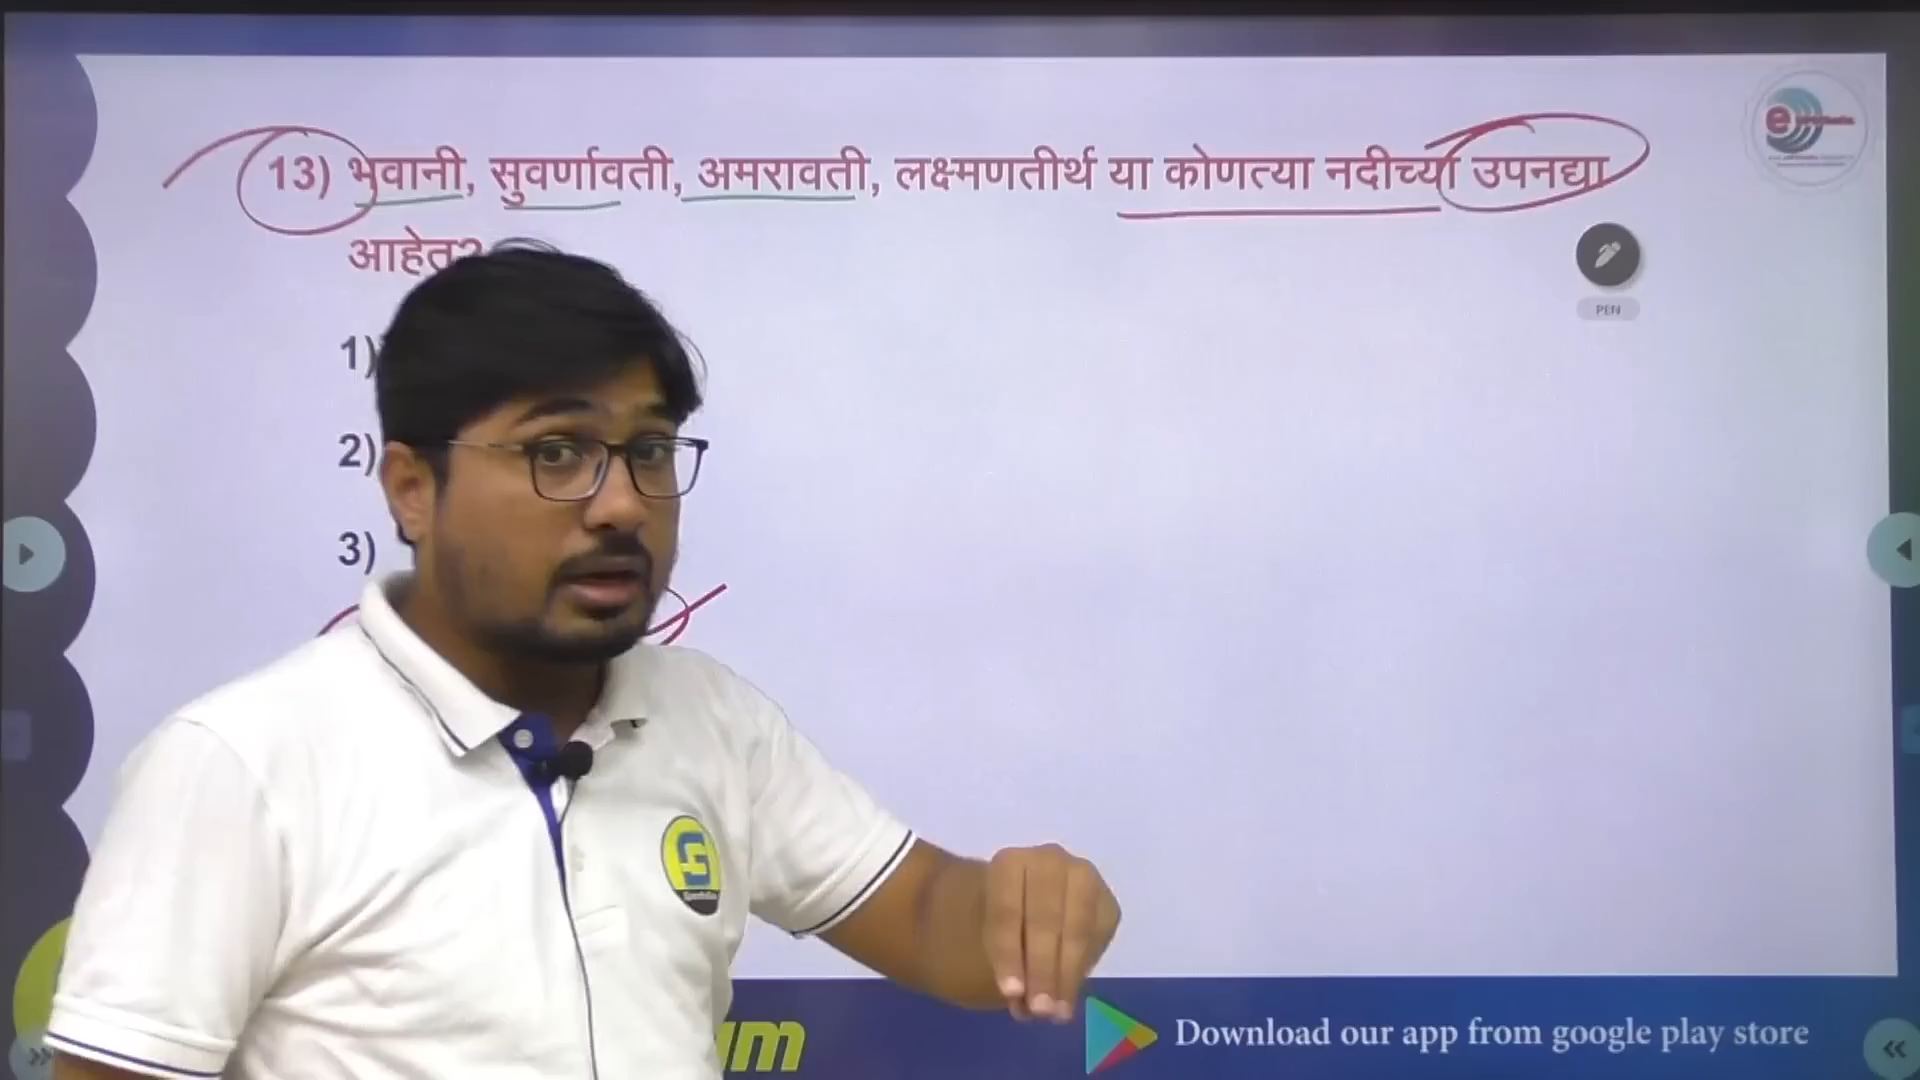 13) भवानी, सुवर्णावती, अमरावती, लक्ष्मणतीर्थ या कोणत्या नदीच्या उपनद्या
आहेत?
PEN
1)
2)
3)
Download our app from google play store